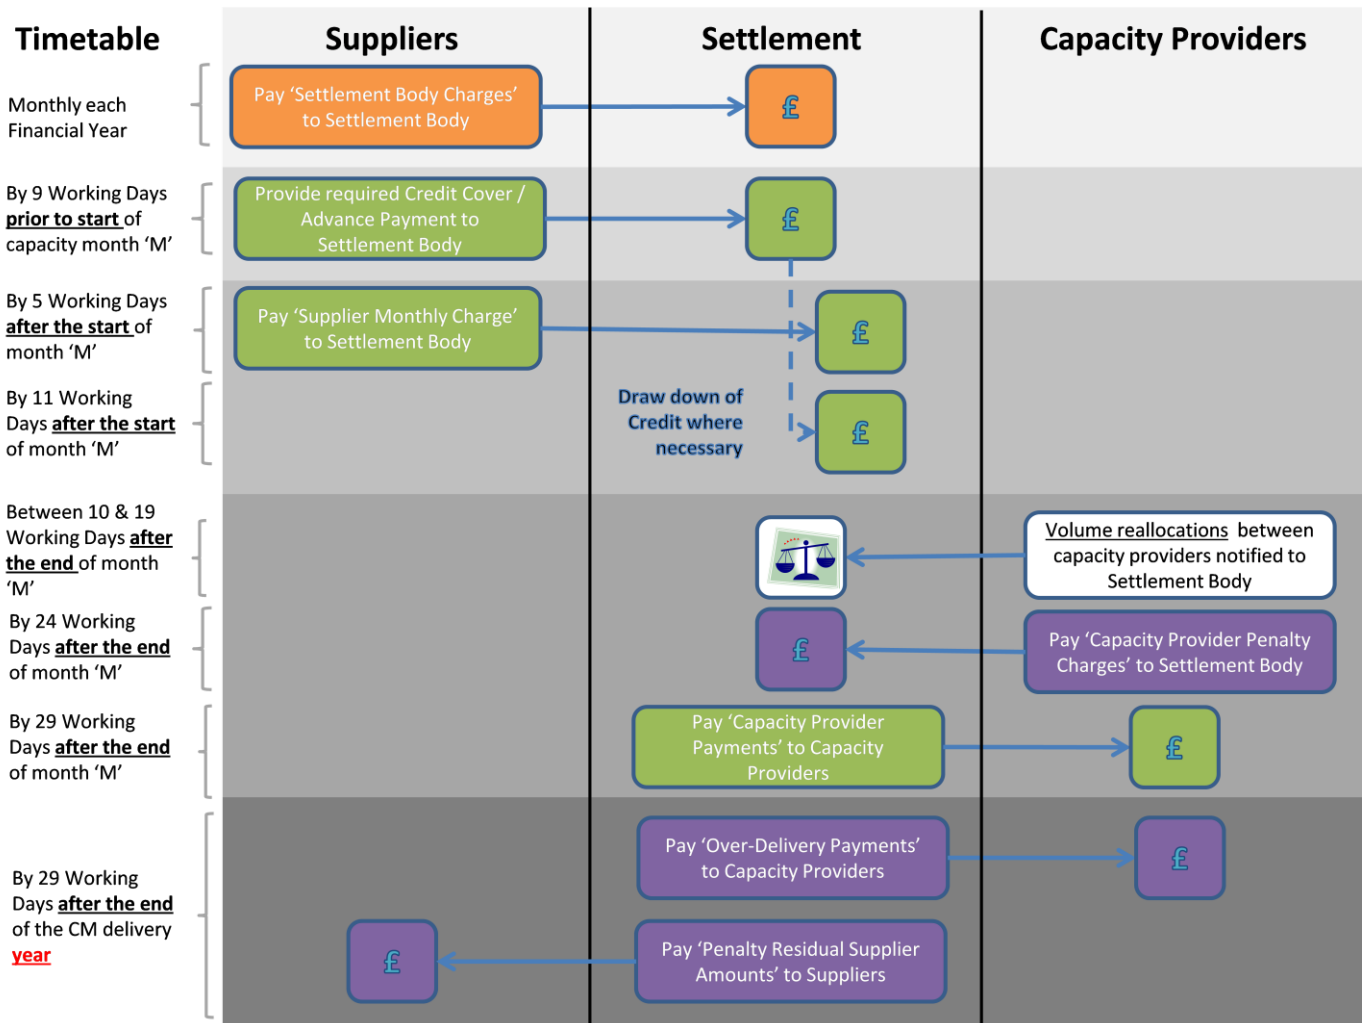 Timetable
Suppliers
Settlement
Capacity Providers
Monthly each
Financial Year
Pay ‘Settlement Body Charges’
to Settlement Body
£
By 9 Working Days
prior to start of
capacity month ‘M’
Provide required Credit Cover /
Advance Payment to
Settlement Body
£
By 5 Working Days
after the start of
month ‘M’
Pay ‘Supplier Monthly Charge’
to Settlement Body
£
By 11 Working
Days after the start
of month ‘M’
Draw down of
Credit where
necessary
£
Between 10 & 19
Working Days after
the end of month
‘M’
Volume reallocations between
capacity providers notified to
Settlement Body
By 24 Working
Days after the end
of month ‘M’
£
Pay ‘Capacity Provider Penalty
Charges’ to Settlement Body
By 29 Working
Days after the end
of month ‘M’
Pay ‘Capacity Provider
Payments’ to Capacity
Providers
£
By 29 Working
Days after the end
of the CM delivery
year
Pay ‘Over-Delivery Payments’
to Capacity Providers
£
£
Pay ‘Penalty Residual Supplier
Amounts’ to Suppliers